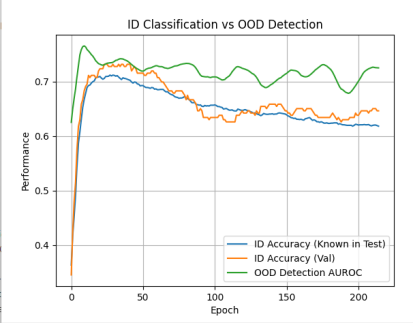 ID Classification vs OOD Detection
0.7
0.6
0.5
0.4
Performance
0
50
100
150
200
Epoch
ID Accuracy (Known in Test)
ID Accuracy (Val)
OOD Detection AUROC